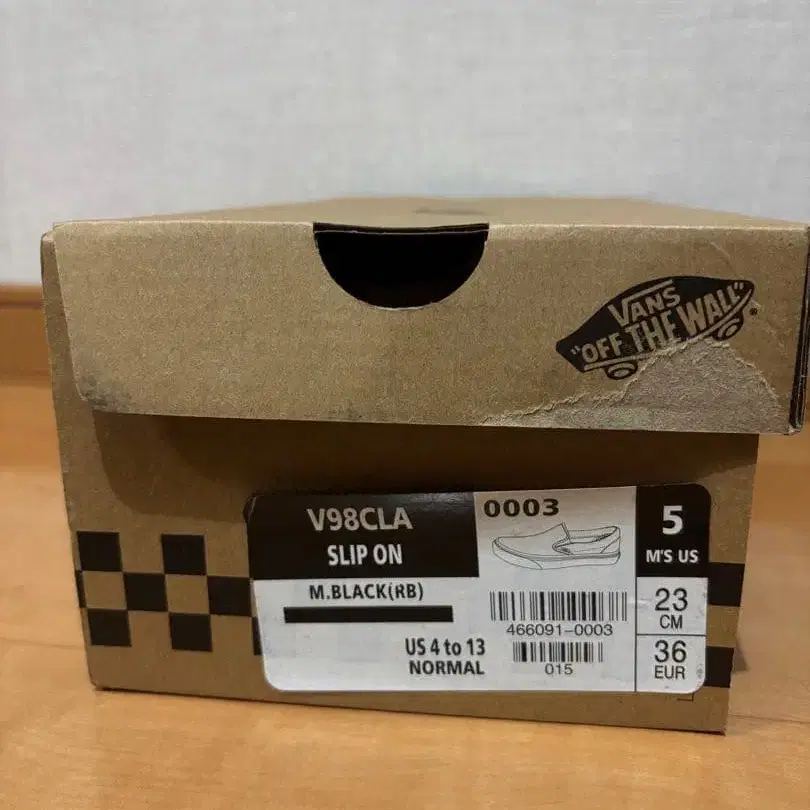 VANS
"OFF THE WALL"
®
V98CLA
SLIP ON
M.BLACK(RB)
US 4 to 13
NORMAL
0003
466091-0003
015
5
M'S US
23
CM
36
EUR